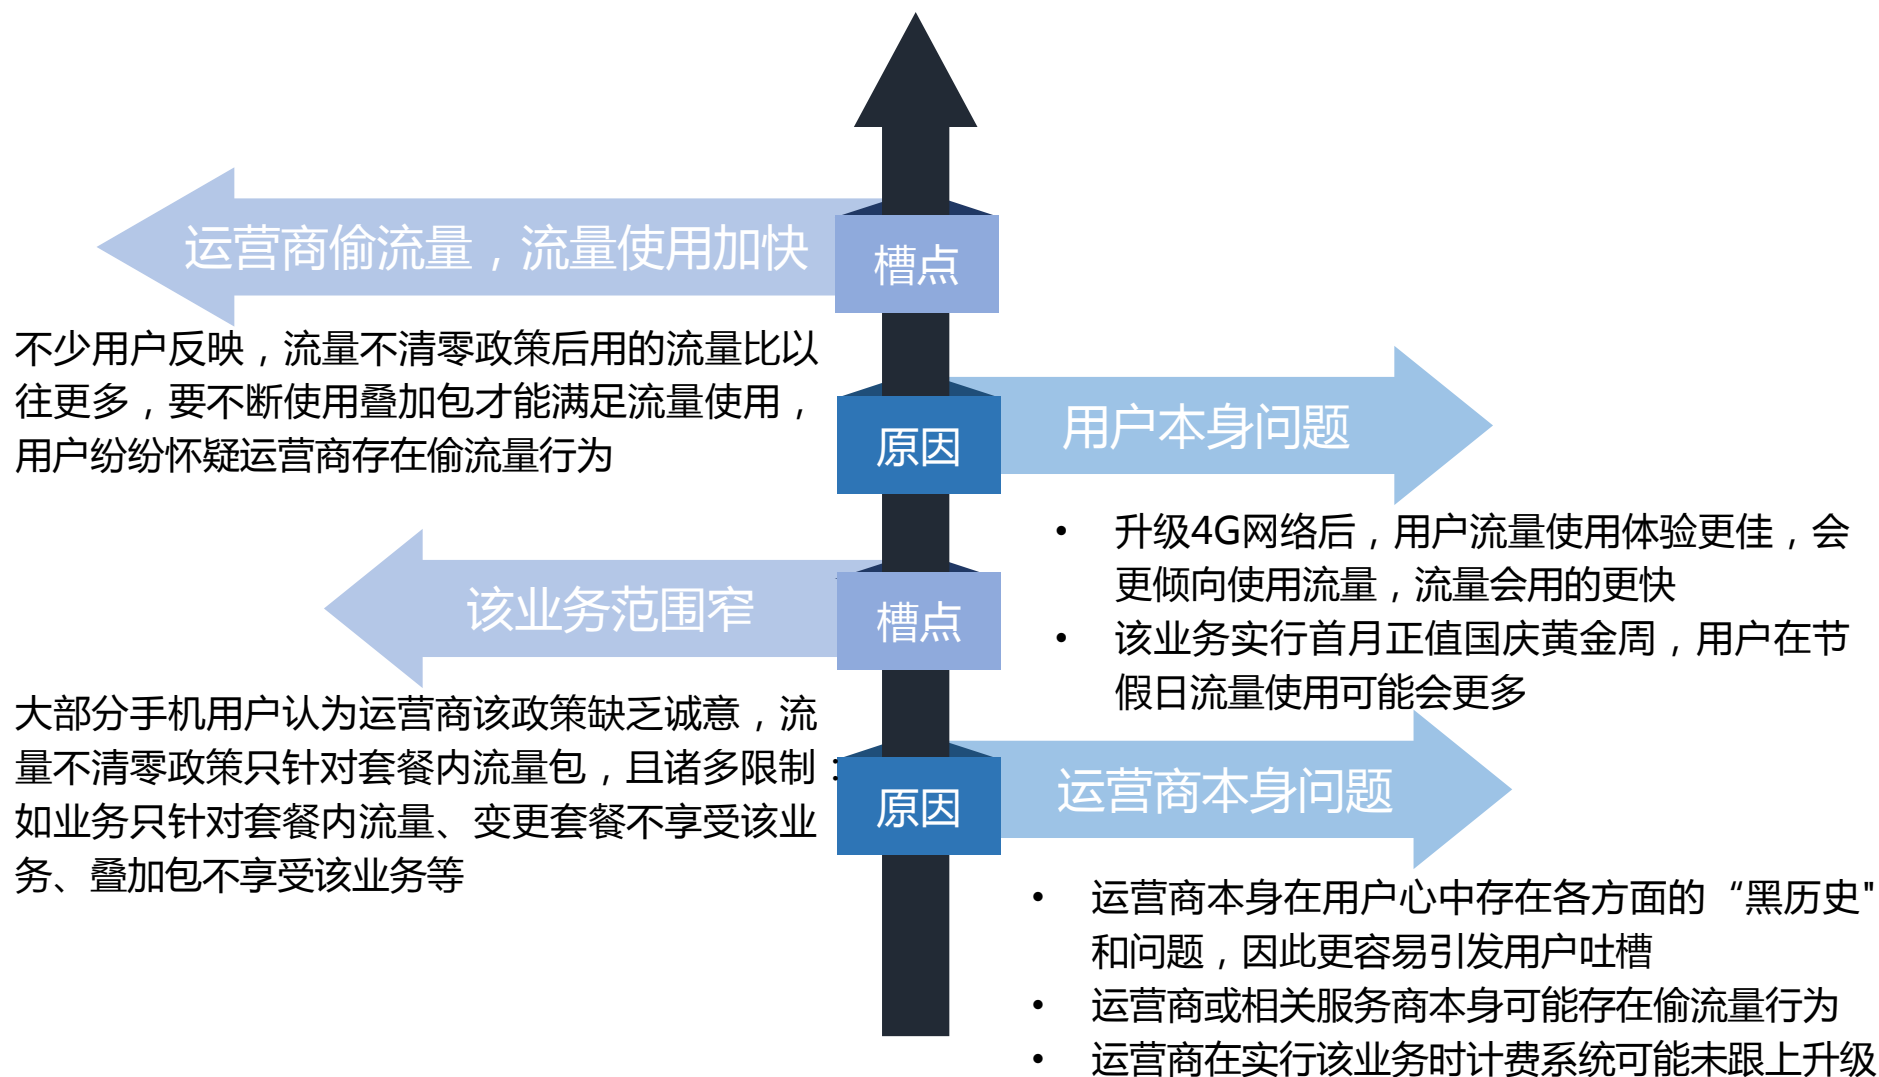 运营商偷流量，流量使用加快
槽点
不少用户反映，流量不清零政策后用的流量比以
往更多，要不断使用叠加包才能满足流量使用，
用户纷纷怀疑运营商存在偷流量行为
原因
用户本身问题
• 升级4G网络后，用户流量使用体验更佳，会
更倾向使用流量，流量会用的更快
• 该业务实行首月正值国庆黄金周，用户在节
假日流量使用可能会更多
该业务范围窄
槽点
大部分手机用户认为运营商该政策缺乏诚意，流
量不清零政策只针对套餐内流量包，且诸多限制：
如业务只针对套餐内流量、变更套餐不享受该业
务、叠加包不享受该业务等
原因
运营商本身问题
• 运营商本身在用户心中存在各方面的“黑历史"
和问题，因此更容易引发用户吐槽
• 运营商或相关服务商本身可能存在偷流量行为
• 运营商在实行该业务时计费系统可能未跟上升级